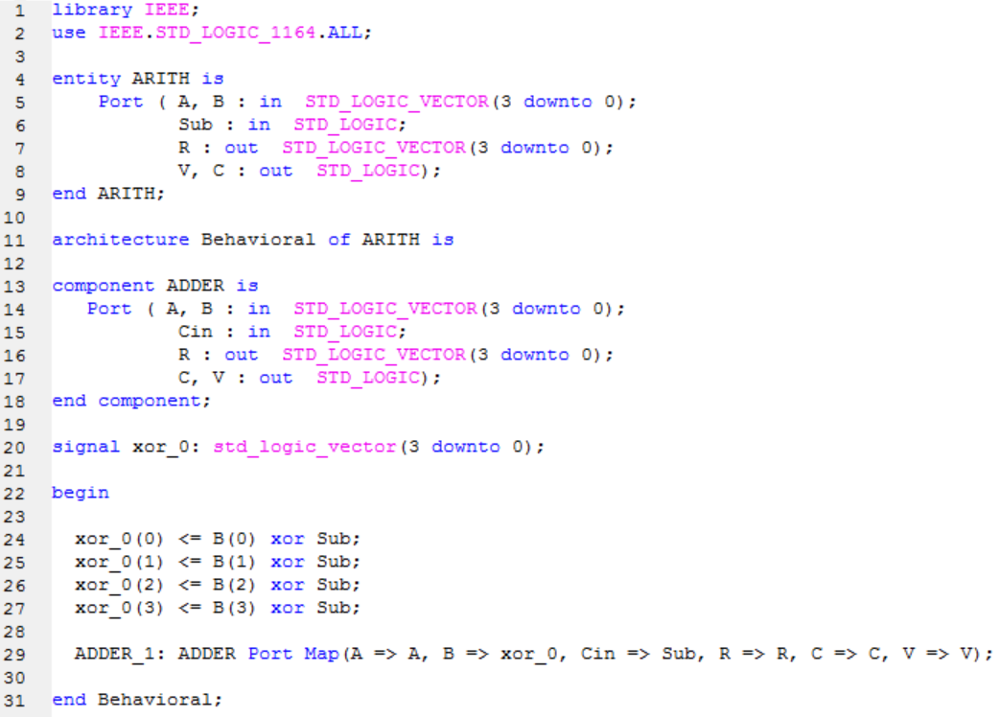 1 library IEEE;
2 use IEEE.STD_LOGIC_1164.ALL;
3
4 entity ARITH is
5     Port ( A, B : in  STD_LOGIC_VECTOR(3 downto 0);
6            Sub : in  STD_LOGIC;
7            R : out  STD_LOGIC_VECTOR(3 downto 0);
8            V, C : out  STD_LOGIC);
9 end ARITH;
10
11 architecture Behavioral of ARITH is
12
13 component ADDER is
14    Port ( A, B : in  STD_LOGIC_VECTOR(3 downto 0);
15            Cin : in  STD_LOGIC;
16            R : out  STD_LOGIC_VECTOR(3 downto 0);
17            C, V : out  STD_LOGIC);
18 end component;
19
20 signal xor_0: std_logic_vector(3 downto 0);
21
22 begin
23
24   xor_0(0) <= B(0) xor Sub;
25   xor_0(1) <= B(1) xor Sub;
26   xor_0(2) <= B(2) xor Sub;
27   xor_0(3) <= B(3) xor Sub;
28
29   ADDER_1: ADDER Port Map(A => A, B => xor_0, Cin => Sub, R => R, C => C, V => V);
30
31 end Behavioral;